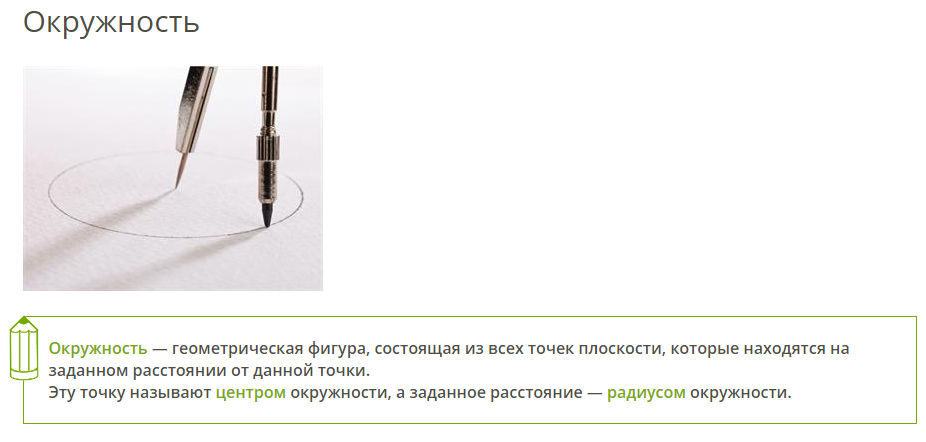 Окружность
Окружность — геометрическая фигура, состоящая из всех точек плоскости, которые находятся на
заданном расстоянии от данной точки.
Эту точку называют центром окружности, а заданное расстояние — радиусом окружности.